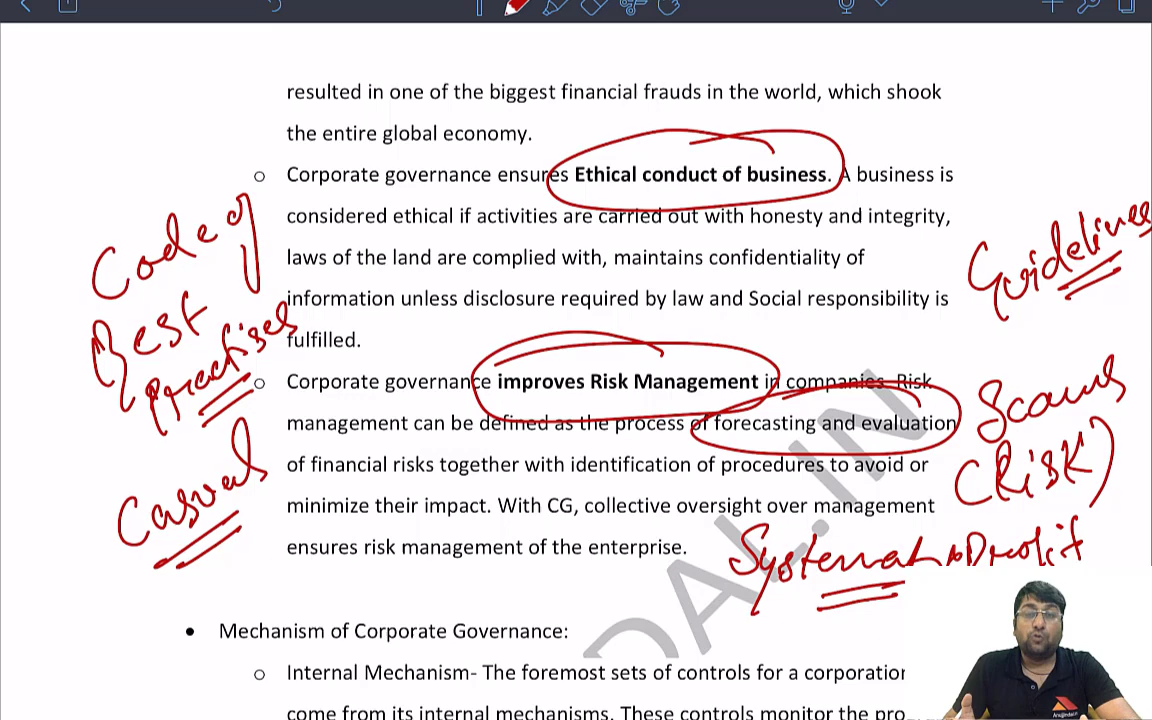 resulted in one of the biggest financial frauds in the world, which shook
the entire global economy.
o Corporate governance ensures Ethical conduct of business. A business is
considered ethical if activities are carried out with honesty and integrity,
laws of the land are complied with, maintains confidentiality of
information unless disclosure required by law and Social responsibility is
fulfilled.
o Corporate governance improves Risk Management in companies. Risk
management can be defined as the process of forecasting and evaluation
of financial risks together with identification of procedures to avoid or
minimize their impact. With CG, collective oversight over management
ensures risk management of the enterprise.
• Mechanism of Corporate Governance:
o Internal Mechanism- The foremost sets of controls for a corporation
come from its internal mechanisms. These controls monitor the pro
Code of
Best
Practises
Casual
Guidelines
Scams
(Risk)
DAL.IN